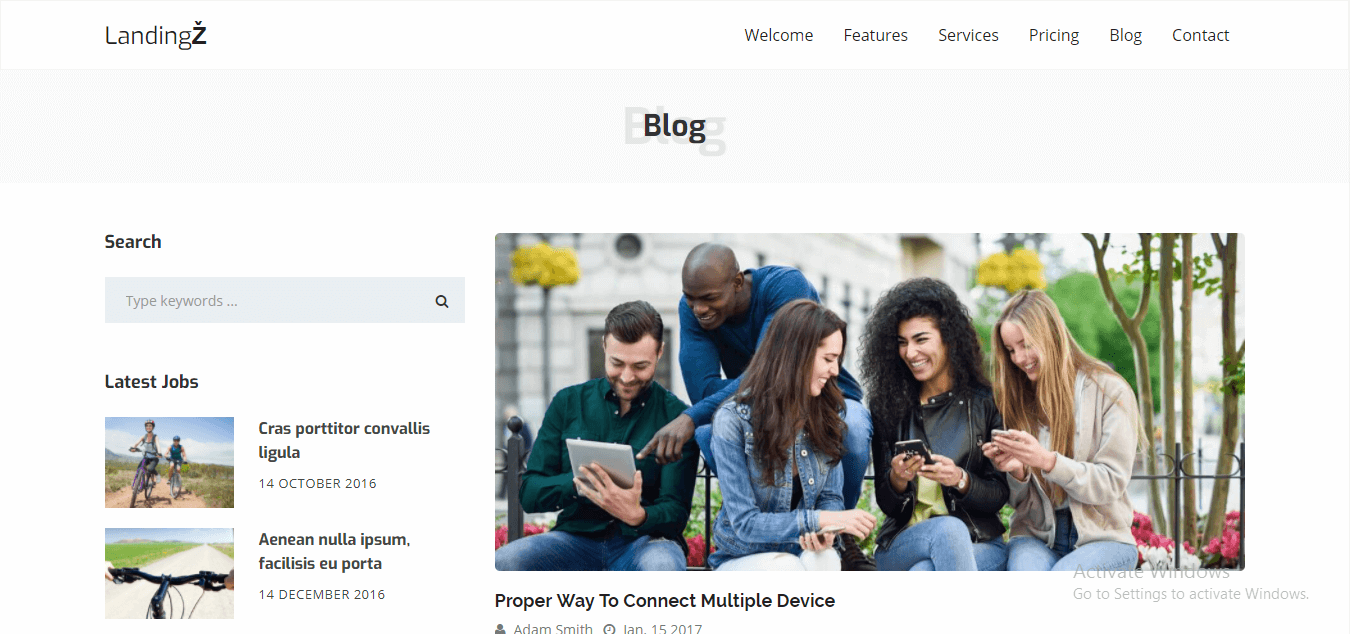 LandingŽ
Welcome Features Services Pricing Blog Contact
Blog
Blog
Search
Type keywords ...
Latest Jobs
Cras porttitor convallis
ligula
14 OCTOBER 2016
Aenean nulla ipsum,
facilisis eu porta
14 DECEMBER 2016
Proper Way To Connect Multiple Device
Adam Smith Jan, 15 2017
Activate Windows
Go to Settings to activate Windows.